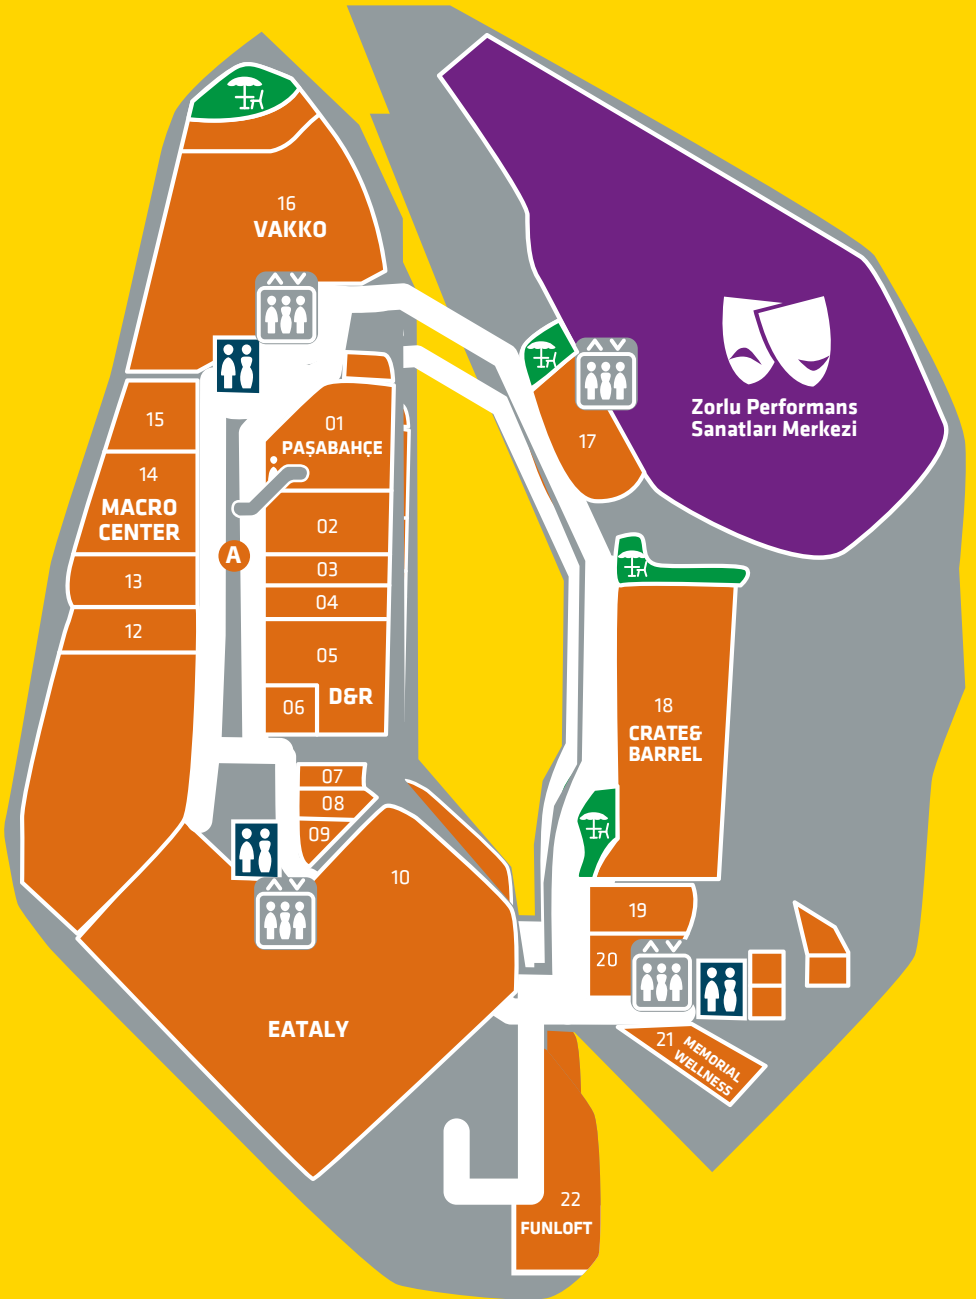 16
VAKKO
15
14
MACRO
CENTER
13
12
01
PAŞABAHÇE
02
A
03
04
05
06
D&R
07
08
09
10
EATALY
17
Zorlu Performans
Sanatları Merkezi
18
CRATE&
BARREL
19
20
21
MEMORIAL
WELLNESS
22
FUNLOFT